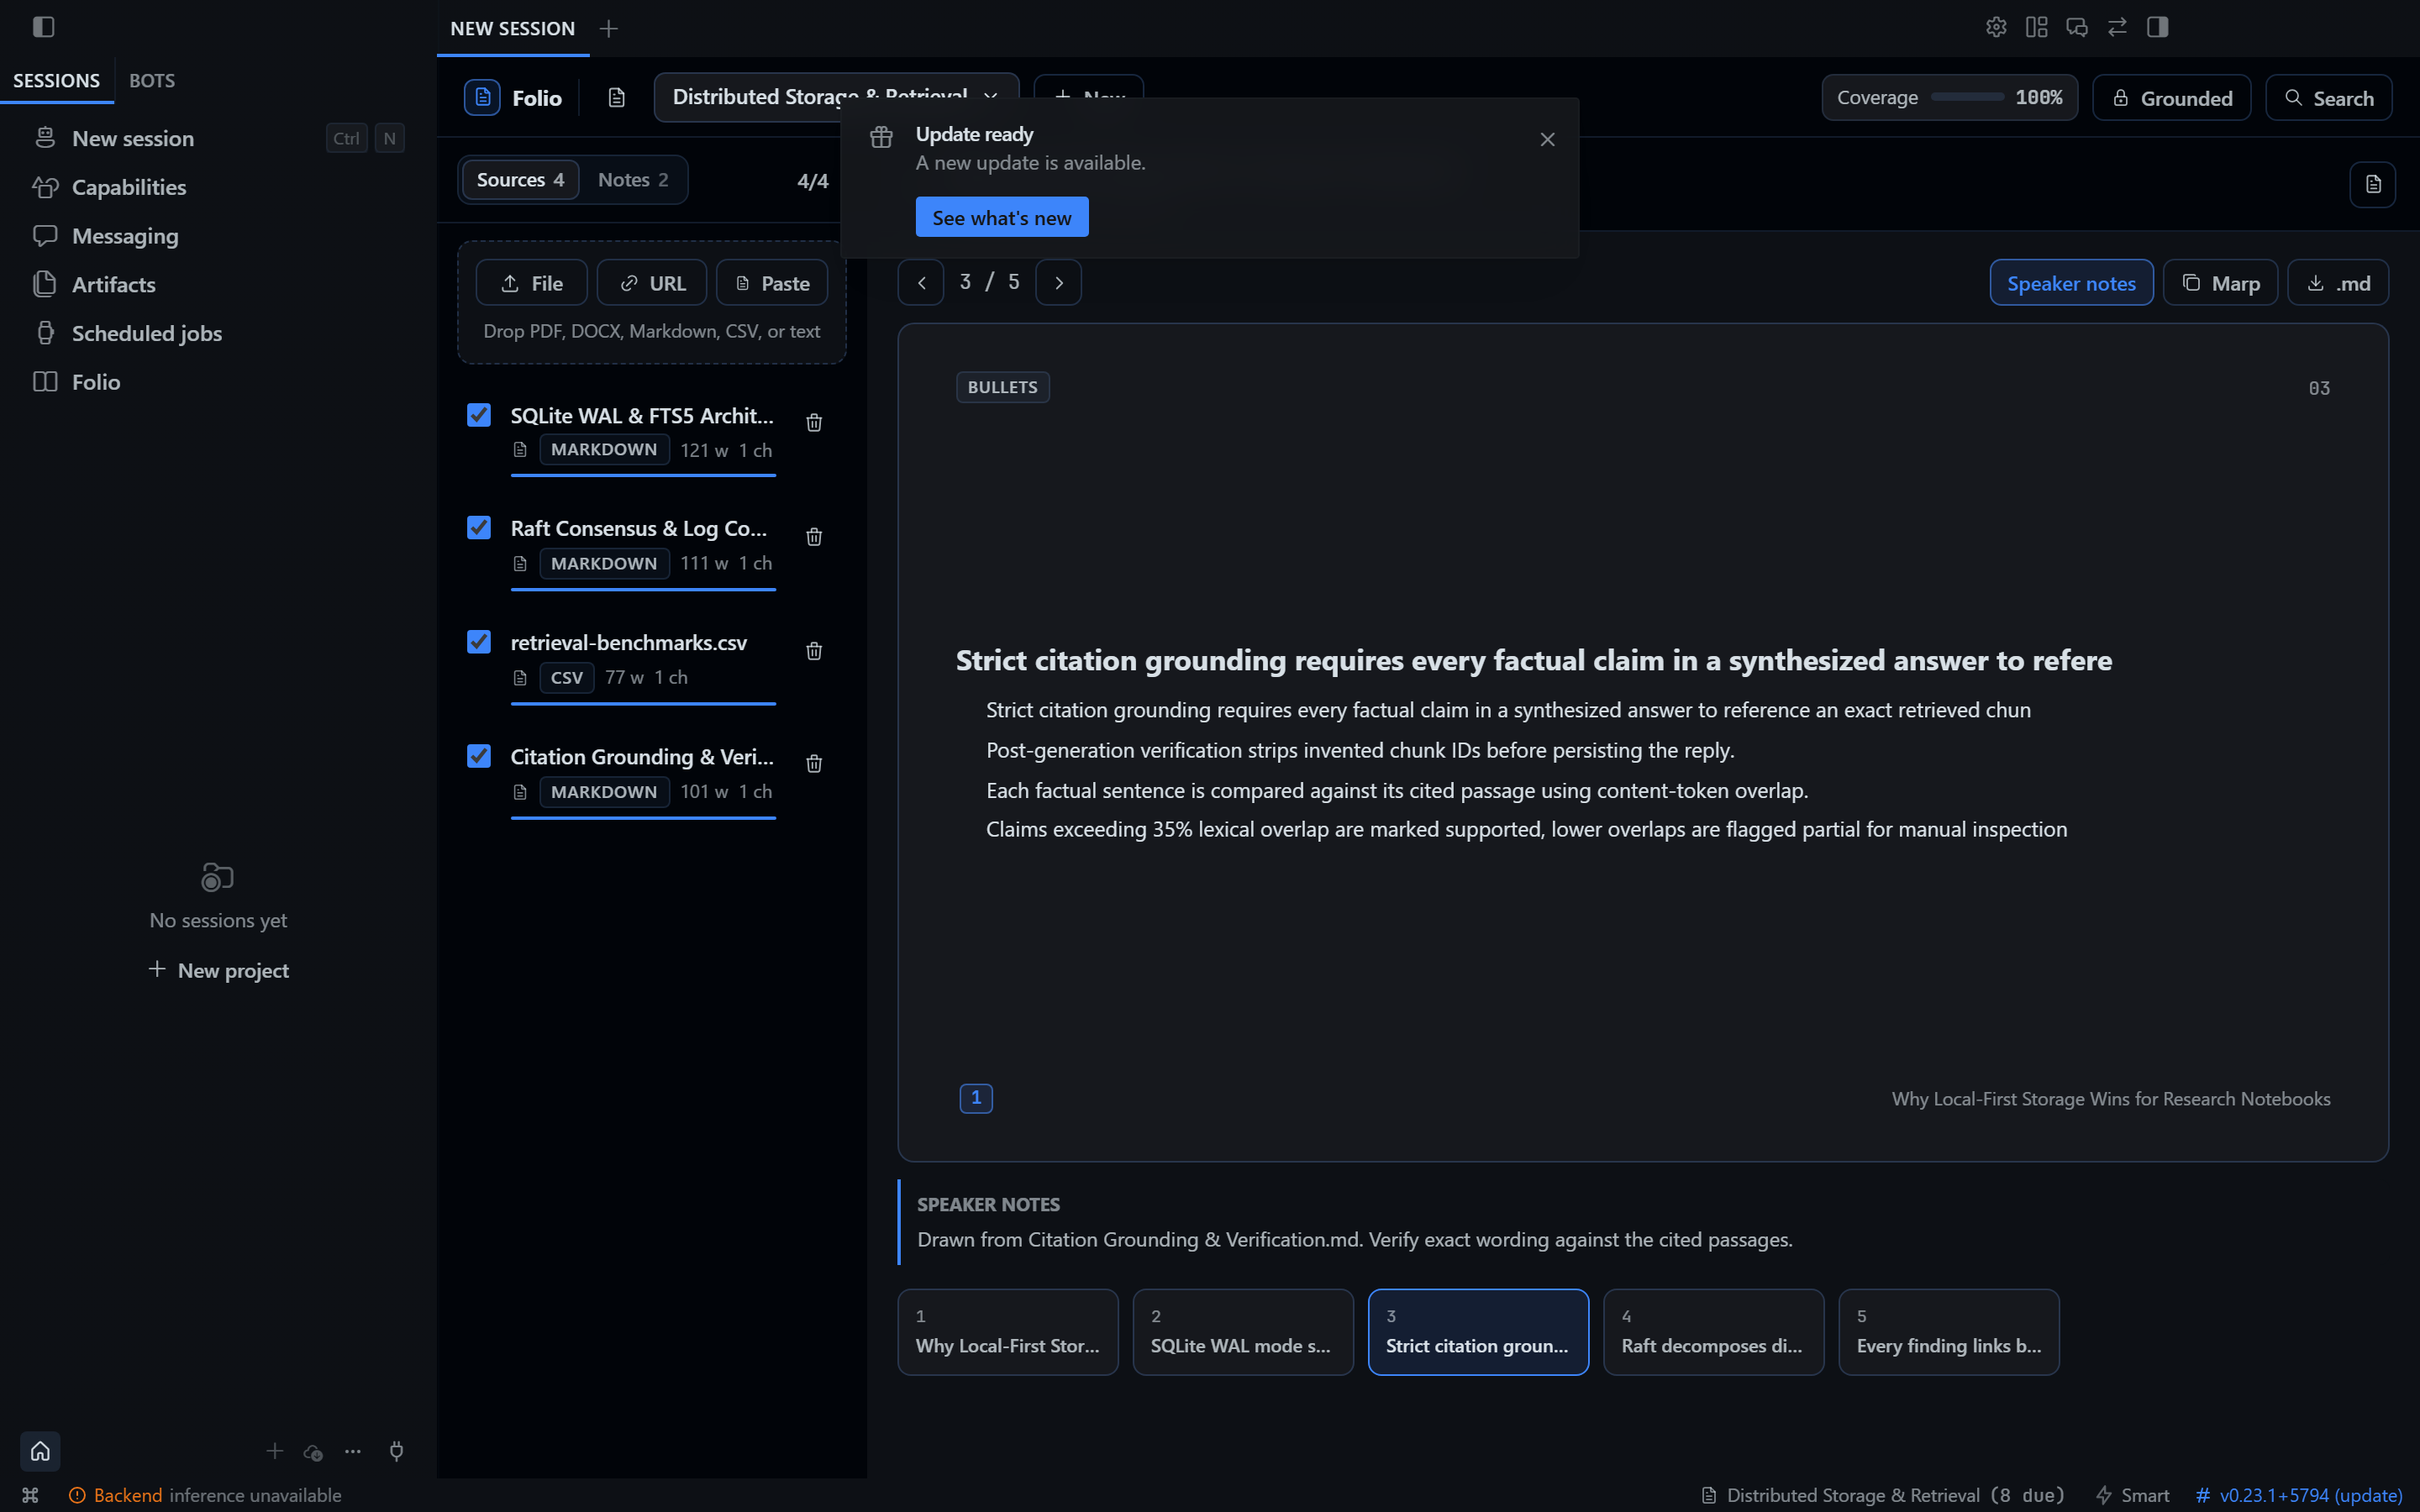 NEW SESSION
SESSIONS
BOTS
New session
Ctrl
N
Capabilities
Messaging
Artifacts
Scheduled jobs
Folio
No sessions yet
New project
Folio
Distributed Storage & Retrieval
New
Coverage
100%
Grounded
Search
Update ready
A new update is available.
See what's new
Sources 4
Notes 2
4/4
File
URL
Paste
Drop PDF, DOCX, Markdown, CSV, or text
SQLite WAL & FTS5 Archit...
MARKDOWN 121 w 1 ch
Raft Consensus & Log Co...
MARKDOWN 111 w 1 ch
retrieval-benchmarks.csv
CSV 77 w 1 ch
Citation Grounding & Veri...
MARKDOWN 101 w 1 ch
3 / 5
Speaker notes
Marp
.md
BULLETS
03
Strict citation grounding requires every factual claim in a synthesized answer to refere
Strict citation grounding requires every factual claim in a synthesized answer to reference an exact retrieved chun
Post-generation verification strips invented chunk IDs before persisting the reply.
Each factual sentence is compared against its cited passage using content-token overlap.
Claims exceeding 35% lexical overlap are marked supported, lower overlaps are flagged partial for manual inspection
1
Why Local-First Storage Wins for Research Notebooks
SPEAKER NOTES
Drawn from Citation Grounding & Verification.md. Verify exact wording against the cited passages.
1
Why Local-First Stor...
2
SQLite WAL mode s...
3
Strict citation groun...
4
Raft decomposes di...
5
Every finding links b...
Backend inference unavailable
Distributed Storage & Retrieval (8 due)
Smart
# v0.23.1+5794 (update)